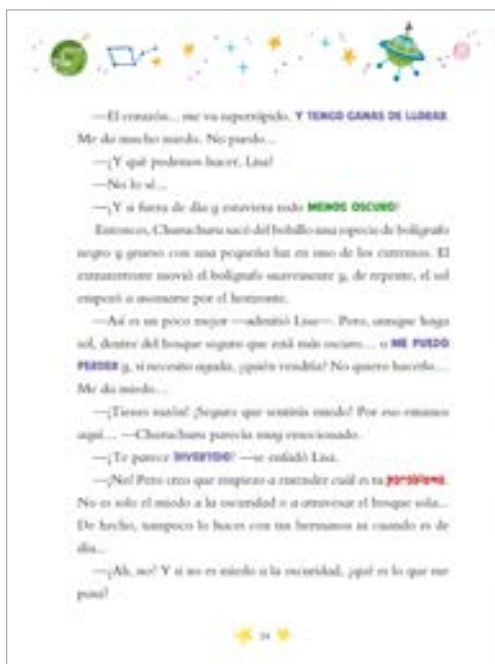 —El corazón... me va superrápido. Y TENGO GANAS DE LLORAR.
Me da mucho miedo. No puedo...
—¿Y qué podemos hacer, Lisa?
—No lo sé...
—¿Y si fuera de día y estuviera todo MENOS OSCURO?
Entonces, Churuchuru sacó del bolsillo una especie de bolígrafo
negro y grueso con una pequeña luz en uno de los extremos. El
extraterrestre movió el bolígrafo suavemente y, de repente, el sol
empezó a asomarse por el horizonte.
—Así es un poco mejor —admitió Lisa—. Pero, aunque haga
sol, dentro del bosque seguro que está más oscuro... o ME PUEDO
PERDER y, si necesito ayuda, ¿quién vendría? No quiero hacerlo...
Me da miedo...
—¡Tienes razón! ¡Seguro que sentirás miedo! Por eso estamos
aquí... —Churuchuru parecía muy emocionado.
—¿Te parece DIVERTIDO? —se enfadó Lisa.
—¡No! Pero creo que empiezo a entender cuál es tu problema.
No es solo el miedo a la oscuridad o a atravesar el bosque sola...
De hecho, tampoco lo haces con tus hermanos ni cuando es de
día...
—¿Ah, no? Y si no es miedo a la oscuridad, ¿qué es lo que me
pasa?